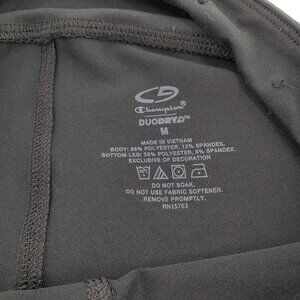 Champion
DUODRY+™
M
MADE IN VIETNAM
BODY: 88% POLYESTER, 12% SPANDEX.
BOTTOM LEG: 92% POLYESTER, 8% SPANDEX.
EXCLUSIVE OF DECORATION
DO NOT SOAK.
DO NOT USE FABRIC SOFTENER.
REMOVE PROMPTLY.
RN15763